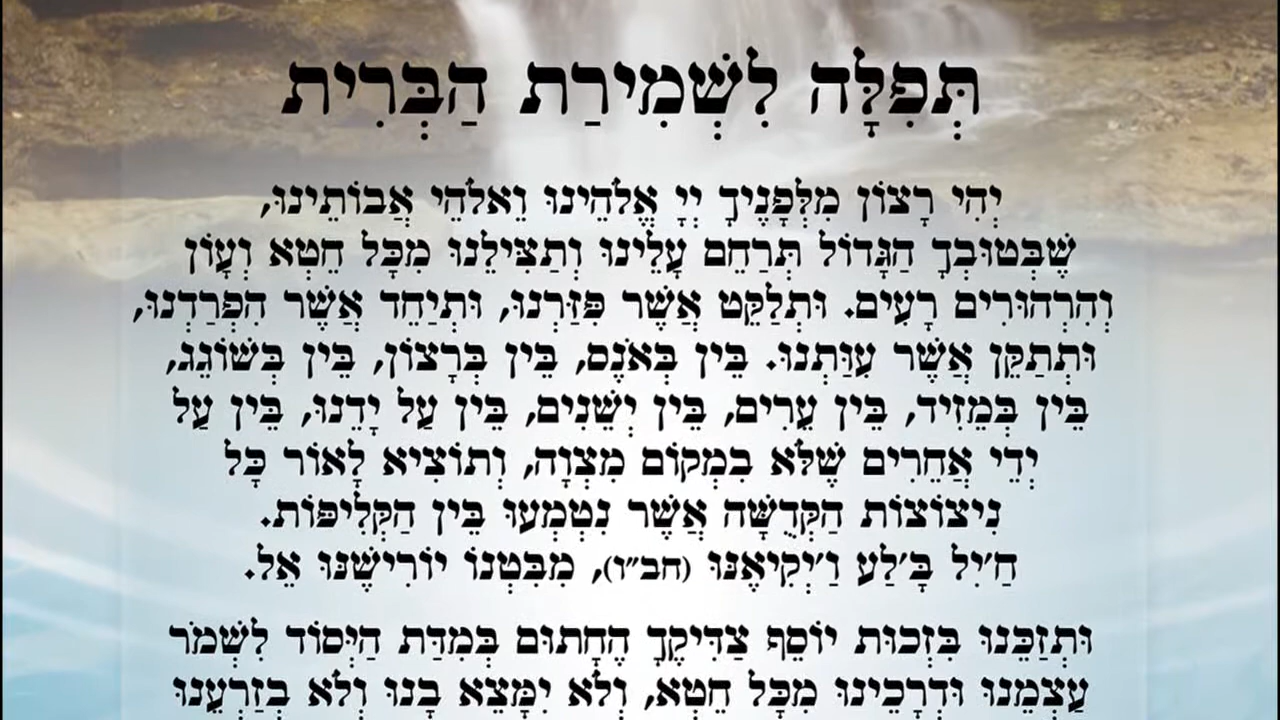 תְּפִלָּה לִשְׁמִירַת הַבְּרִית
יְהִי רָצוֹן מִלְּפָנֶיךָ יְיָ אֱלֹהֵינוּ וֵאלֹהֵי אֲבוֹתֵינוּ,
שֶׁבְּטוּבְךָ הַגָּדוֹל תְּרַחֵם עָלֵינוּ וְתַצִּילֵנוּ מִכָּל חֵטְא וְעָוֹן
וְהִרְהוּרִים רָעִים. וּתְלַקֵּט אֲשֶׁר פִּזַּרְנוּ, וּתְיַחֵד אֲשֶׁר הִפְרַדְנוּ,
וּתְתַקֵּן אֲשֶׁר עִוַּתְנוּ. בֵּין בְּאֹנֶס, בֵּין בְּרָצוֹן, בֵּין בְּשׁוֹגֵג,
בֵּין בְּמֵזִיד, בֵּין עֵרִים, בֵּין יְשֵׁנִים, בֵּין עַל יָדֵנוּ, בֵּין עַל
יְדֵי אֲחֵרִים שֶׁלֹּא בִמְקוֹם מִצְוָה, וְתוֹצִיא לָאוֹר כָּל
נִיצוֹצוֹת הַקְּדֻשָּׁה אֲשֶׁר נִטְמְעוּ בֵּין הַקְּלִיפּוֹת.
חַ׳יִל בָּ׳לַע וַ׳יְקִיאֶנּוּ (חב״ו), מִבִּטְנוֹ יוֹרִישֶׁנּוּ אֵל.
וּתְזַכֵּנוּ בִּזְכוּת יוֹסֵף צַדִּיקֶךָ הֶחָתוּם בְּמִדַּת הַיְּסוֹד לִשְׁמֹר
עַצְמֵנוּ וּדְרָכֵינוּ מִכָּל חֵטְא, וְלֹא יִמָּצֵא בָנוּ וְלֹא בְזַרְעֵנוּ